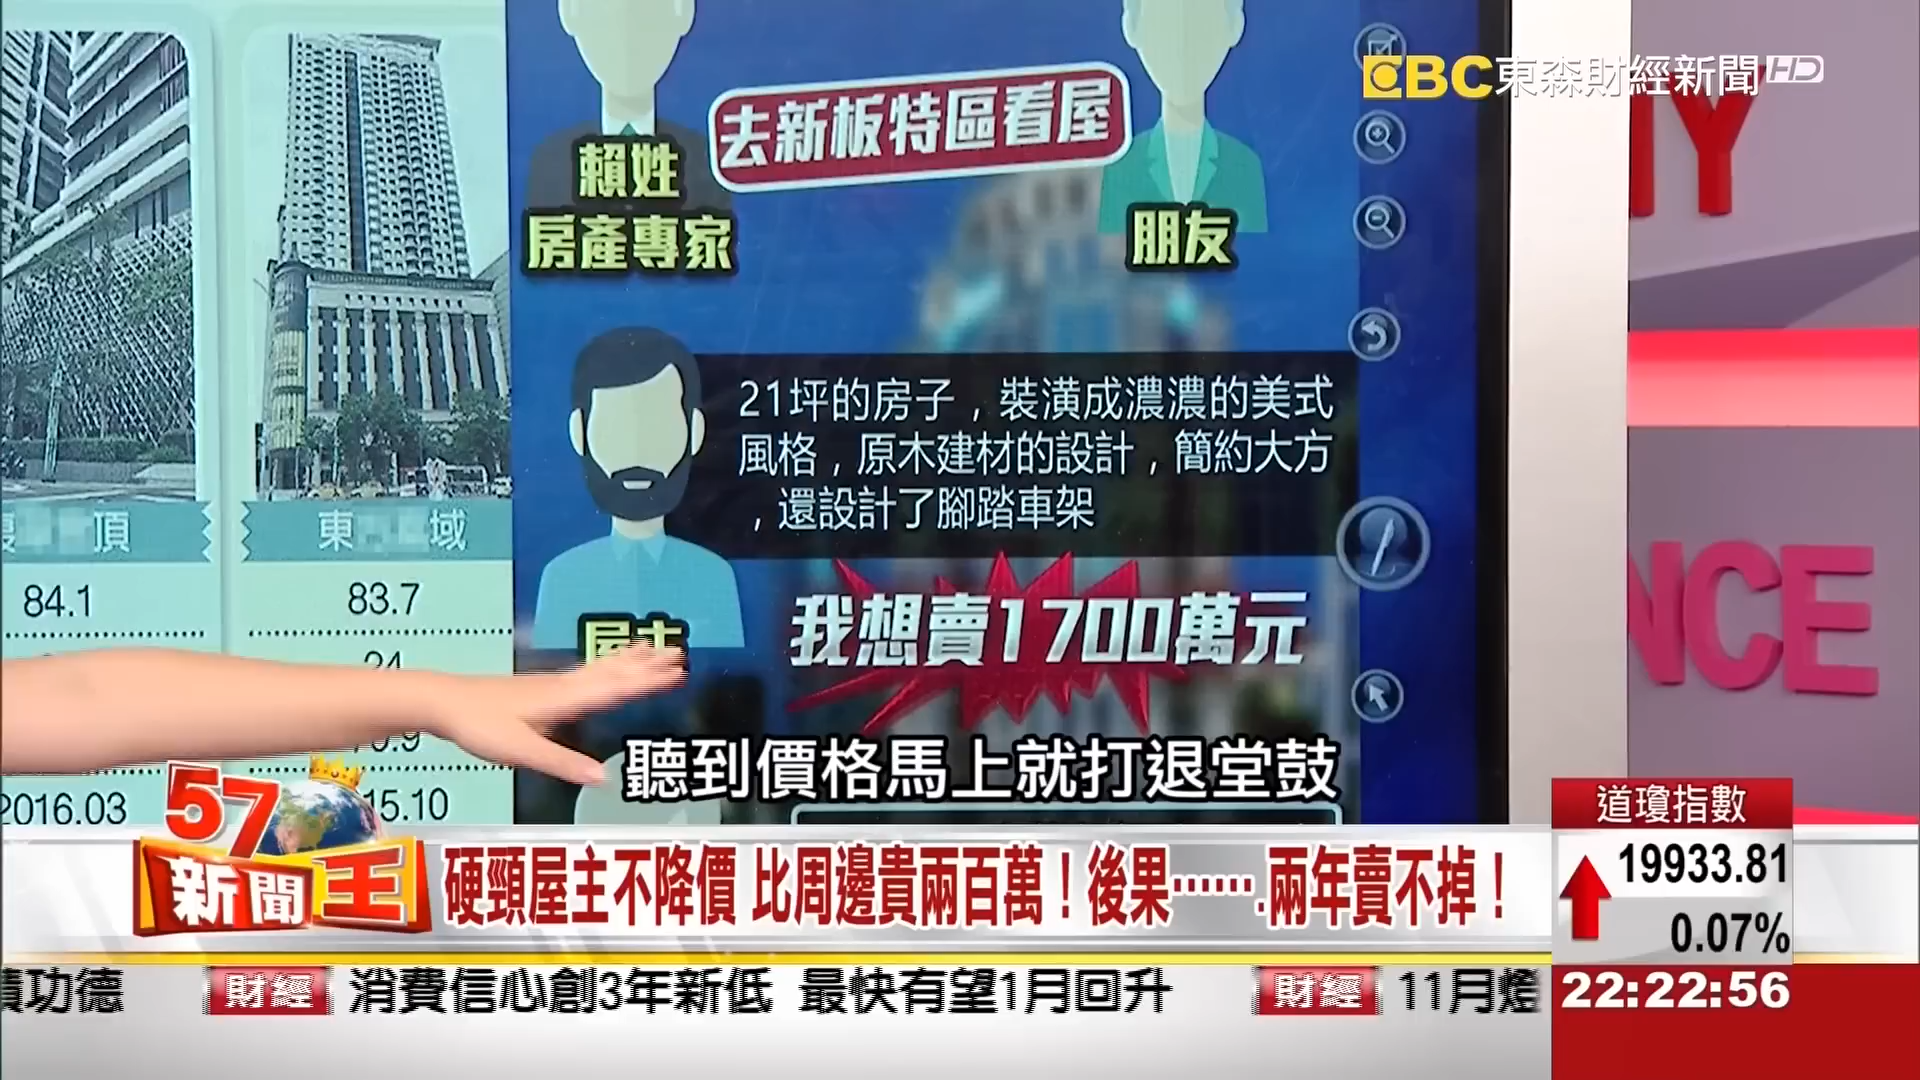 EBC東森財經新聞HD
去新板特區看屋
賴姓
房產專家
朋友
21坪的房子，裝潢成濃濃的美式
風格，原木建材的設計，簡約大方
，還設計了腳踏車架
屋主
我想賣1700萬元
頂
東 域
84.1
83.7
24
2016.03
15.10
NCE
聽到價格馬上就打退堂鼓
57
新聞王
硬頸屋主不降價 比周邊貴兩百萬！後果……．兩年賣不掉！
道瓊指數
19933.81
0.07%
積功德 財經 消費信心創3年新低 最快有望1月回升 財經 11月燈
22:22:56